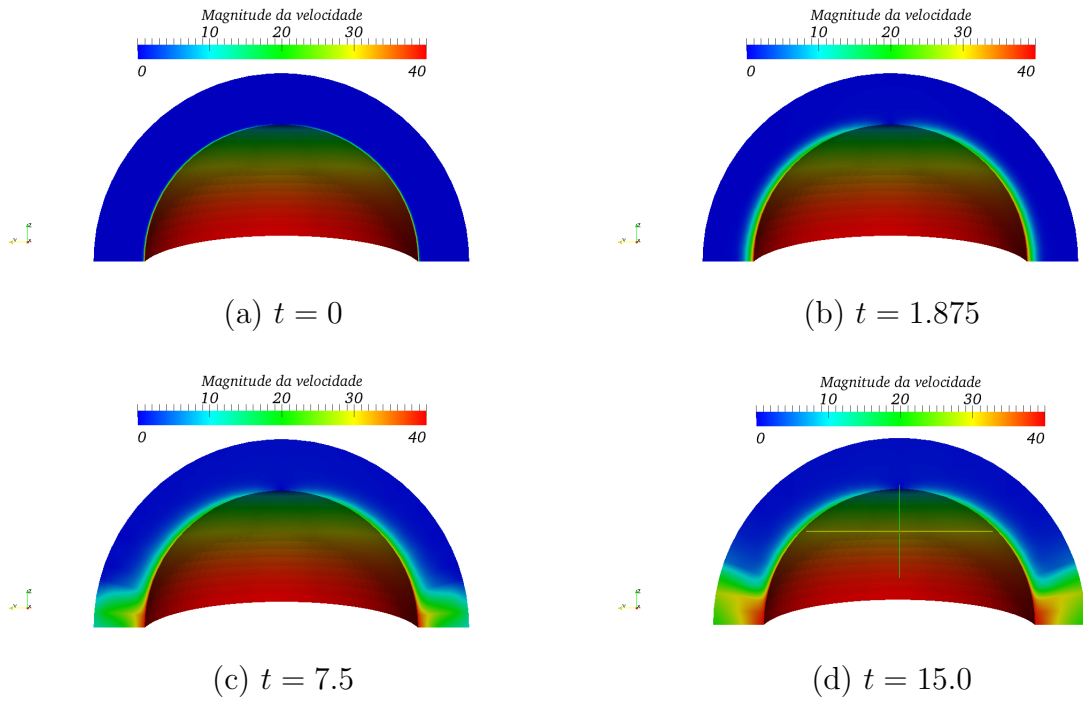 Magnitude da velocidade
10 20 30
0 40
(a) t = 0
Magnitude da velocidade
10 20 30
0 40
(b) t = 1.875
Magnitude da velocidade
10 20 30
0 40
(c) t = 7.5
Magnitude da velocidade
10 20 30
0 40
(d) t = 15.0